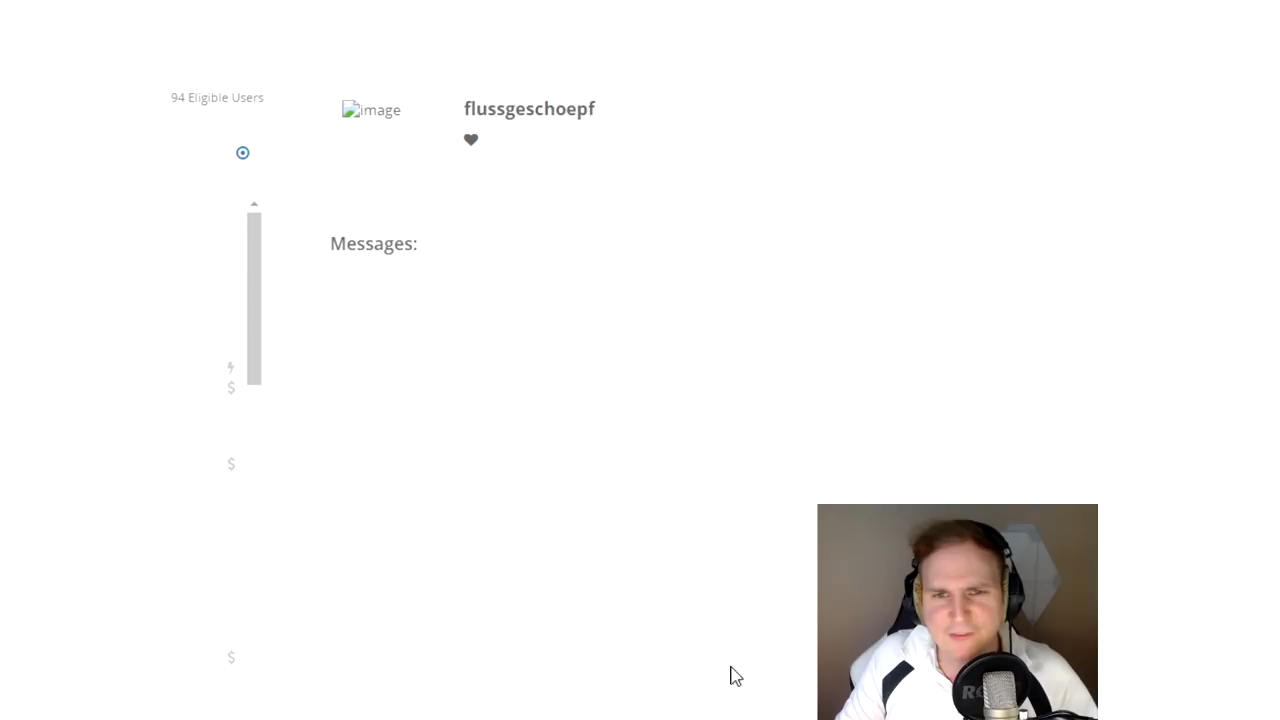 94 Eligible Users
image
flussgeschoepf
Messages:
$
$
$